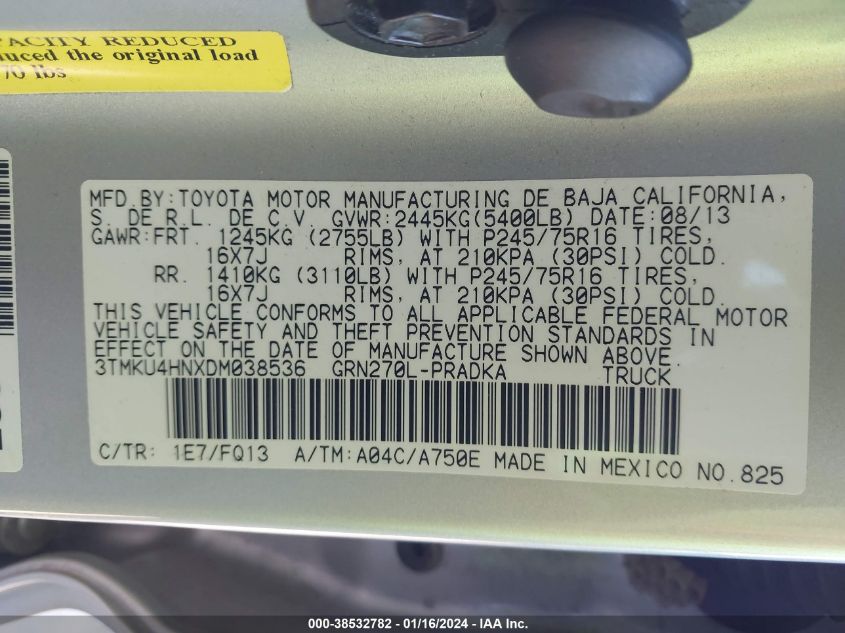 CAPACITY REDUCED
the original load
70 lbs
MFD.BY:TOYOTA MOTOR MANUFACTURING DE BAJA CALIFORNIA,
S. DE R.L. DE C.V. GVWR:2445KG(5400LB) DATE:08/13
GAWR:FRT. 1245KG (2755LB) WITH P245/75R16 TIRES,
16X7J RIMS, AT 210KPA (30PSI) COLD.
RR. 1410KG (3110LB) WITH P245/75R16 TIRES,
16X7J RIMS, AT 210KPA (30PSI) COLD.
THIS VEHICLE CONFORMS TO ALL APPLICABLE FEDERAL MOTOR
VEHICLE SAFETY AND THEFT PREVENTION STANDARDS IN
EFFECT ON THE DATE OF MANUFACTURE SHOWN ABOVE.
3TMKU4HNXDM038536 GRN270L-PRADKA TRUCK
C/TR: 1E7/FQ13 A/TM:A04C/A750E MADE IN MEXICO NO.825
000-38532782 - 01/16/2024 - IAA, Inc.